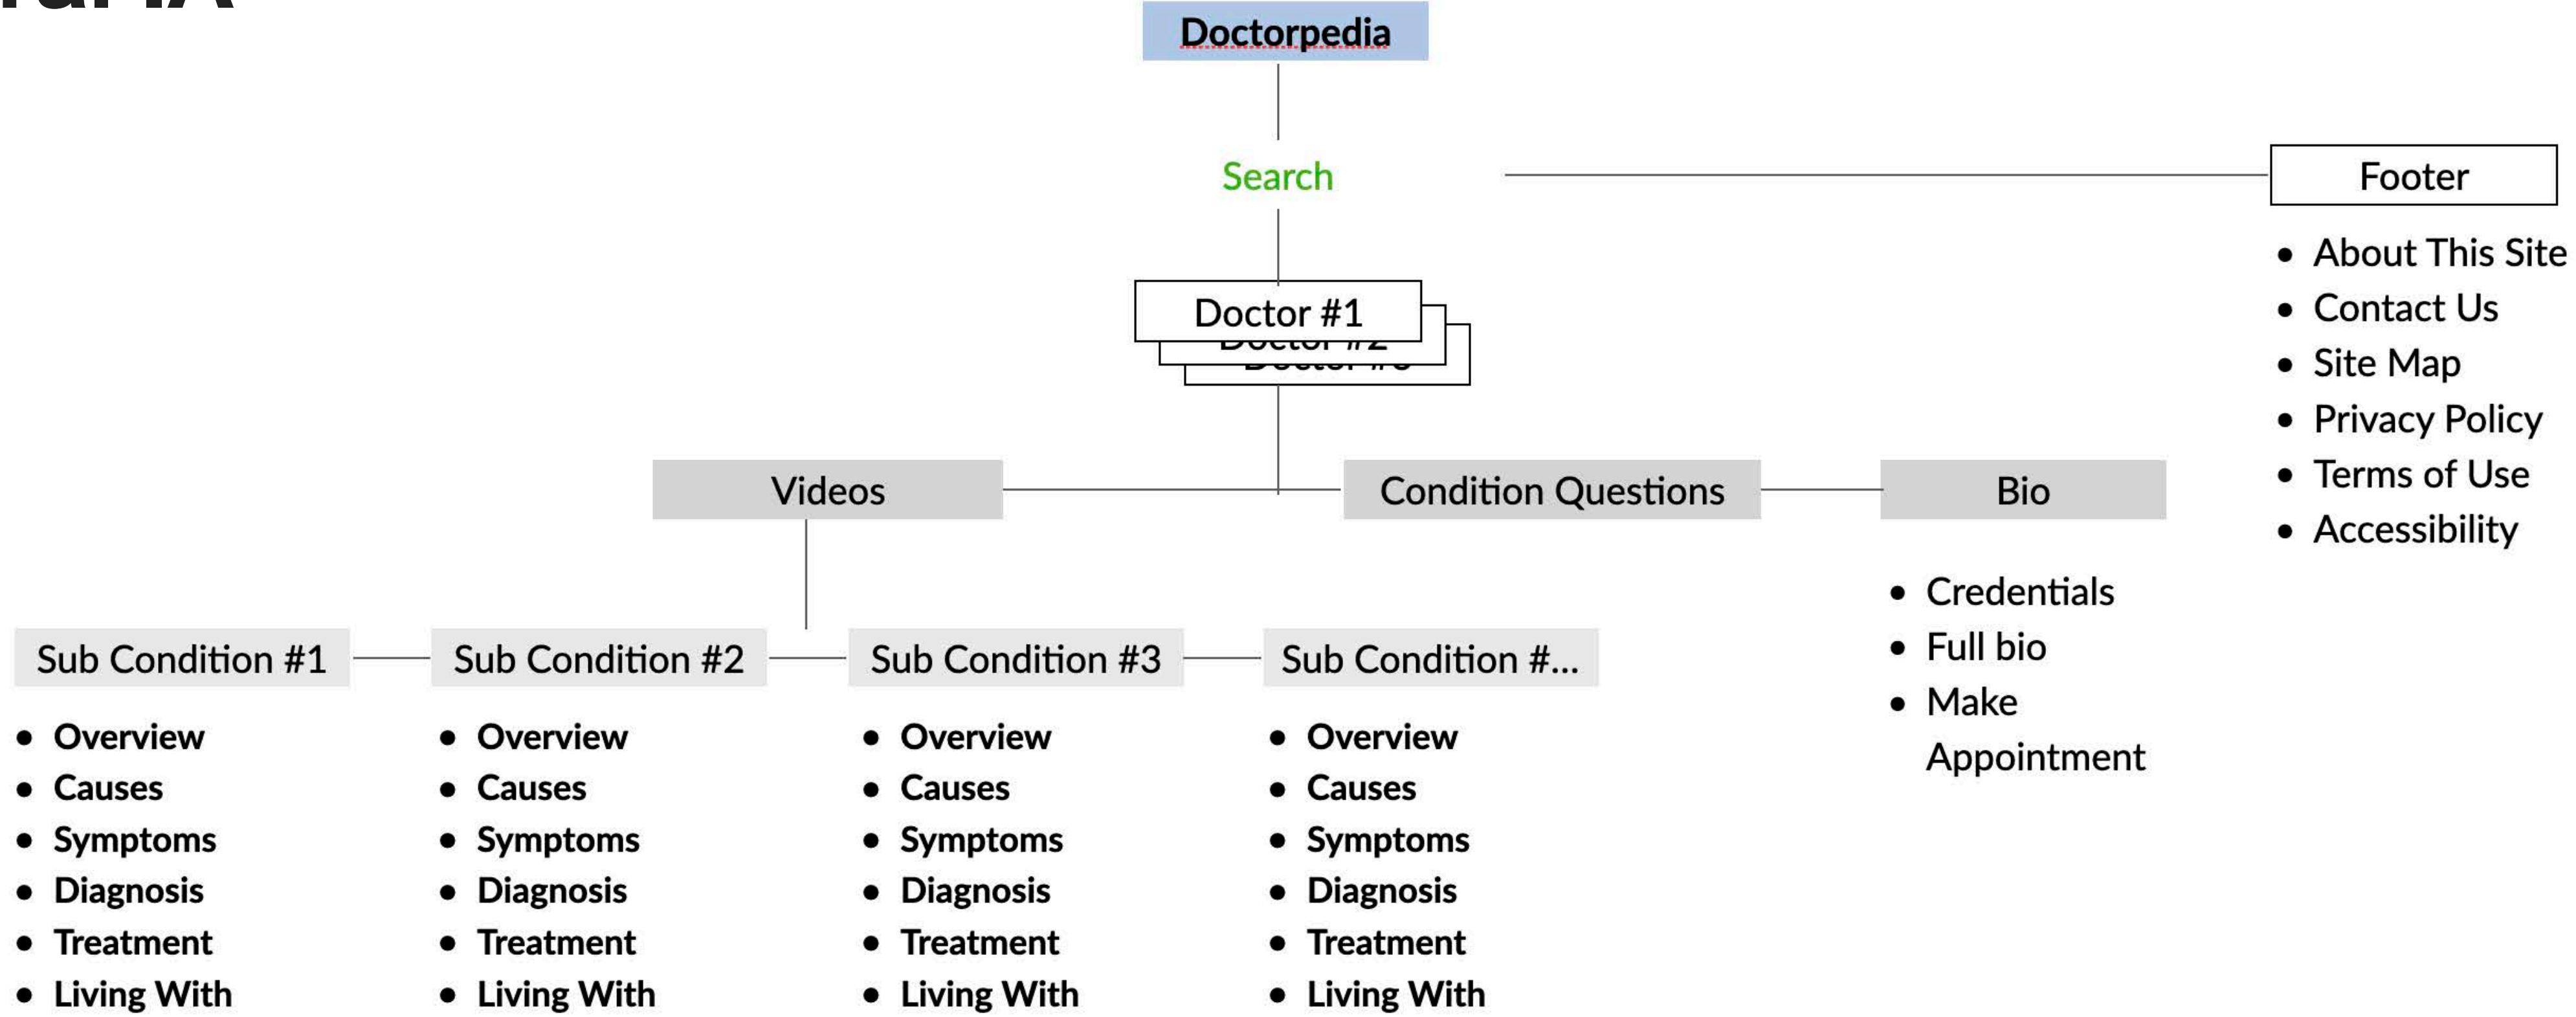 Doctorpedia
Search
Footer
About This Site
Contact Us
Site Map
Privacy Policy
Terms of Use
Accessibility
Doctor #1
Doctor #2
Videos
Condition Questions
Bio
Credentials
Full bio
Make
Appointment
Sub Condition #1
Overview
Causes
Symptoms
Diagnosis
Treatment
Living With
Sub Condition #2
Overview
Causes
Symptoms
Diagnosis
Treatment
Living With
Sub Condition #3
Overview
Causes
Symptoms
Diagnosis
Treatment
Living With
Sub Condition #...
Overview
Causes
Symptoms
Diagnosis
Treatment
Living With